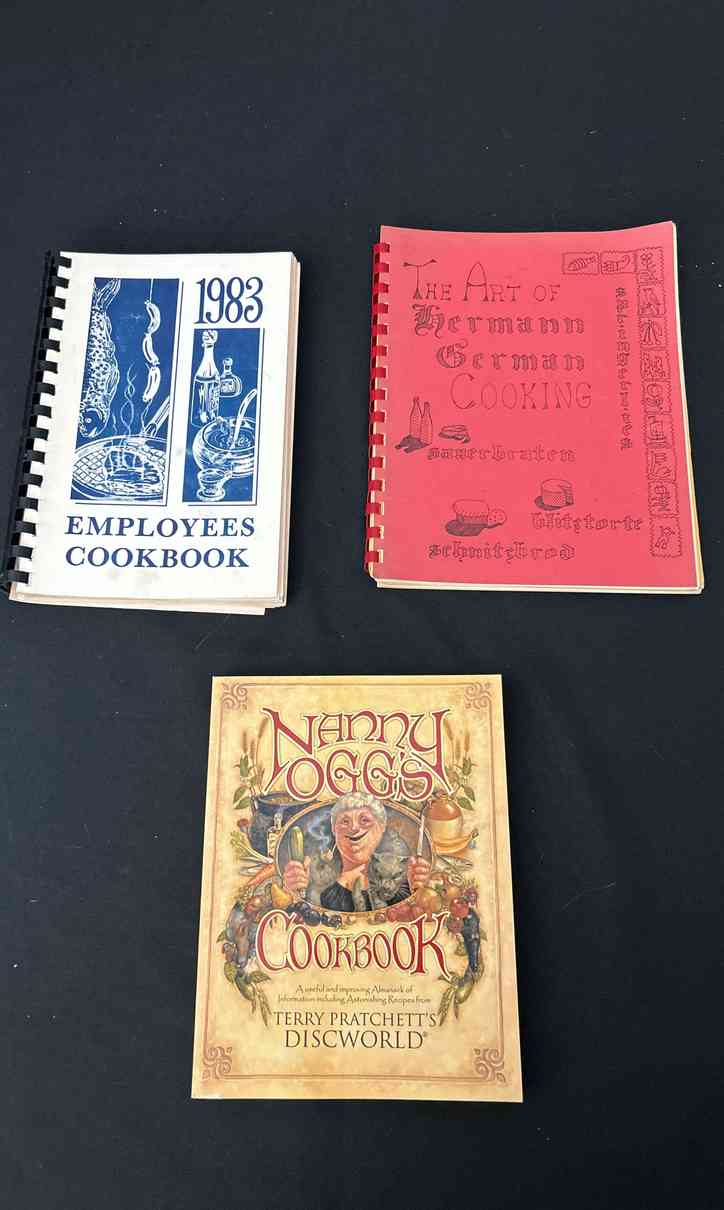 1983
EMPLOYEES
COOKBOOK
THE ART OF
Hermann
German
COOKING
sauerbraten
blitztorte
schnitzbrod
NANNY
OGG'S
COOKBOOK
A useful and improving Almanack of
Information including Astonishing Recipes from
TERRY PRATCHETT'S
DISCWORLD®